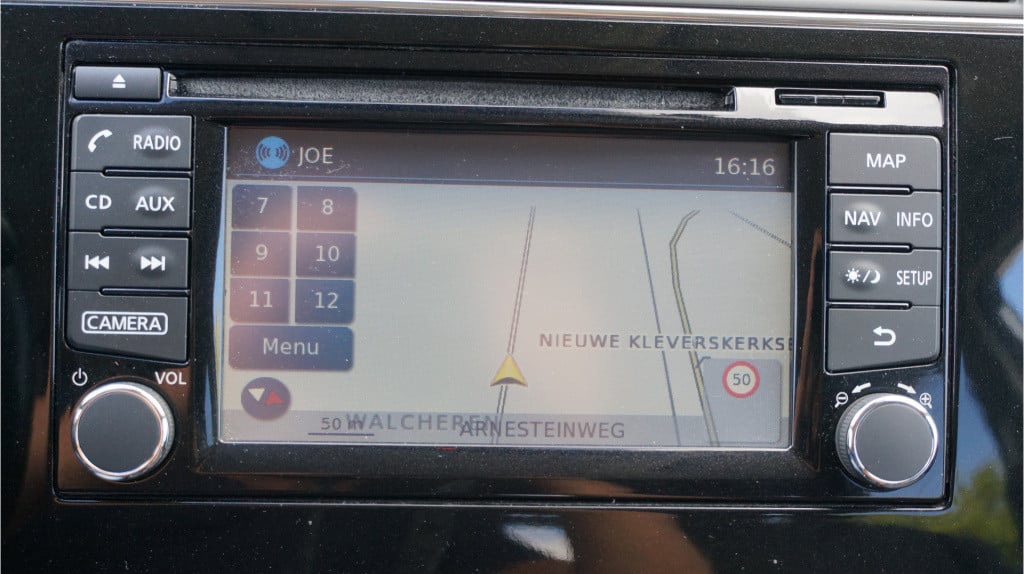 JOE
16:16
RADIO
CD AUX
CAMERA
VOL
7 8
9 10
11 12
Menu
NIEUWE KLEVERSKERKSE
50
50 m
WALCHEREN
ARNESTEINWEG
MAP
NAV INFO
SETUP